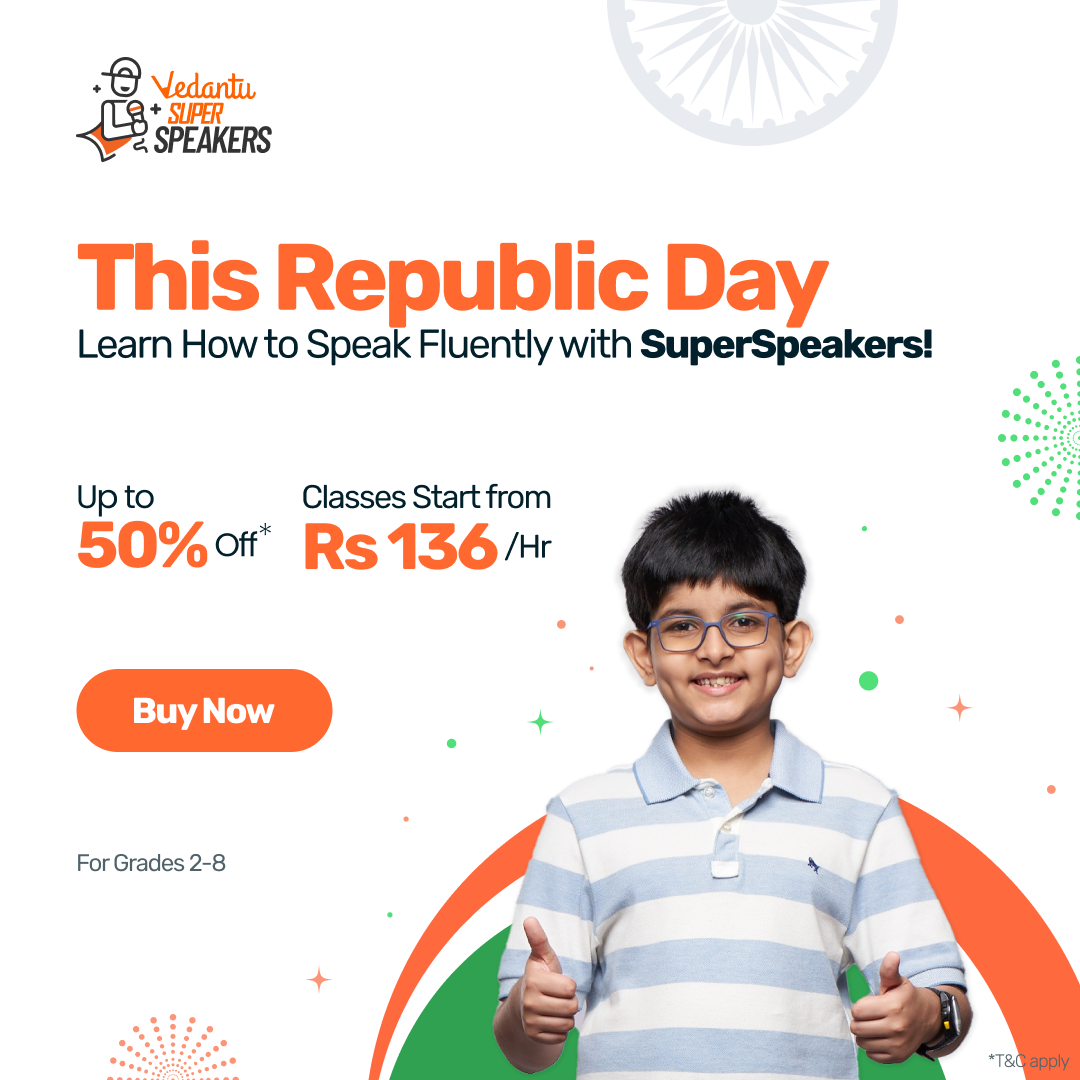 Vedantu
SUPER
SPEAKERS
This Republic Day
Learn How to Speak Fluently with SuperSpeakers!
Up to
50% Off*
Classes Start from
Rs 136 /Hr
Buy Now
For Grades 2-8
*T&C apply